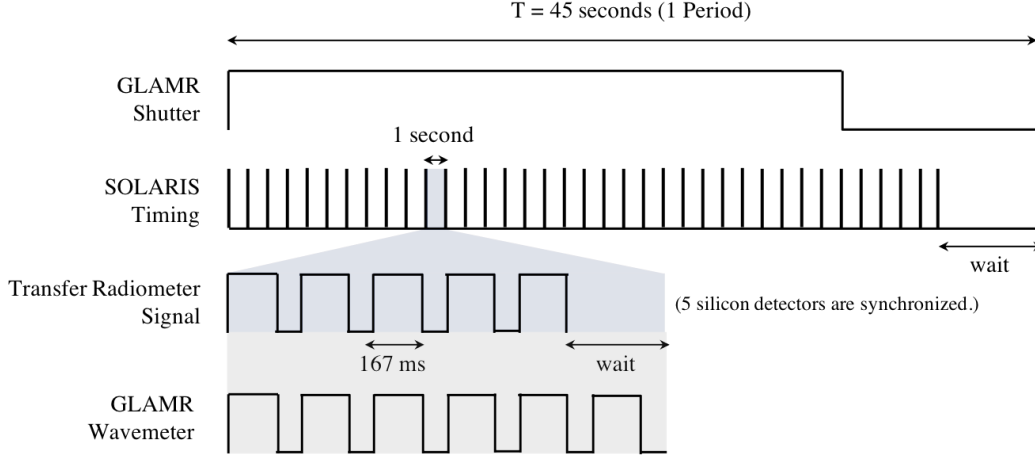 T = 45 seconds (1 Period)
GLAMR
Shutter
1 second
SOLARIS
Timing
wait
Transfer Radiometer
Signal
(5 silicon detectors are synchronized.)
167 ms
wait
GLAMR
Wavemeter